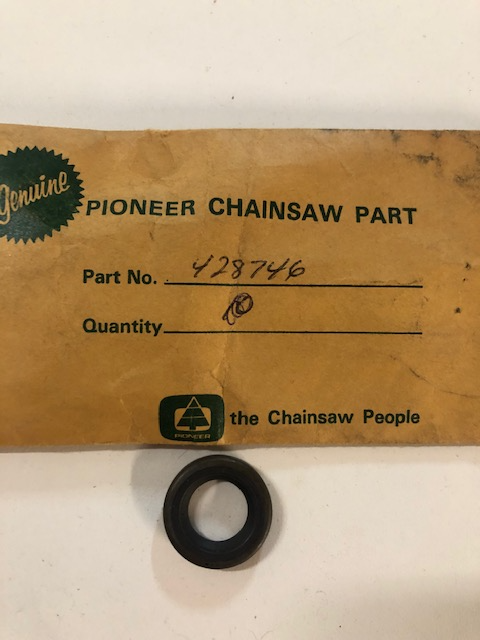 Genuine
PIONEER CHAINSAW PART
Part No. 428746
Quantity
PIONEER
the Chainsaw People